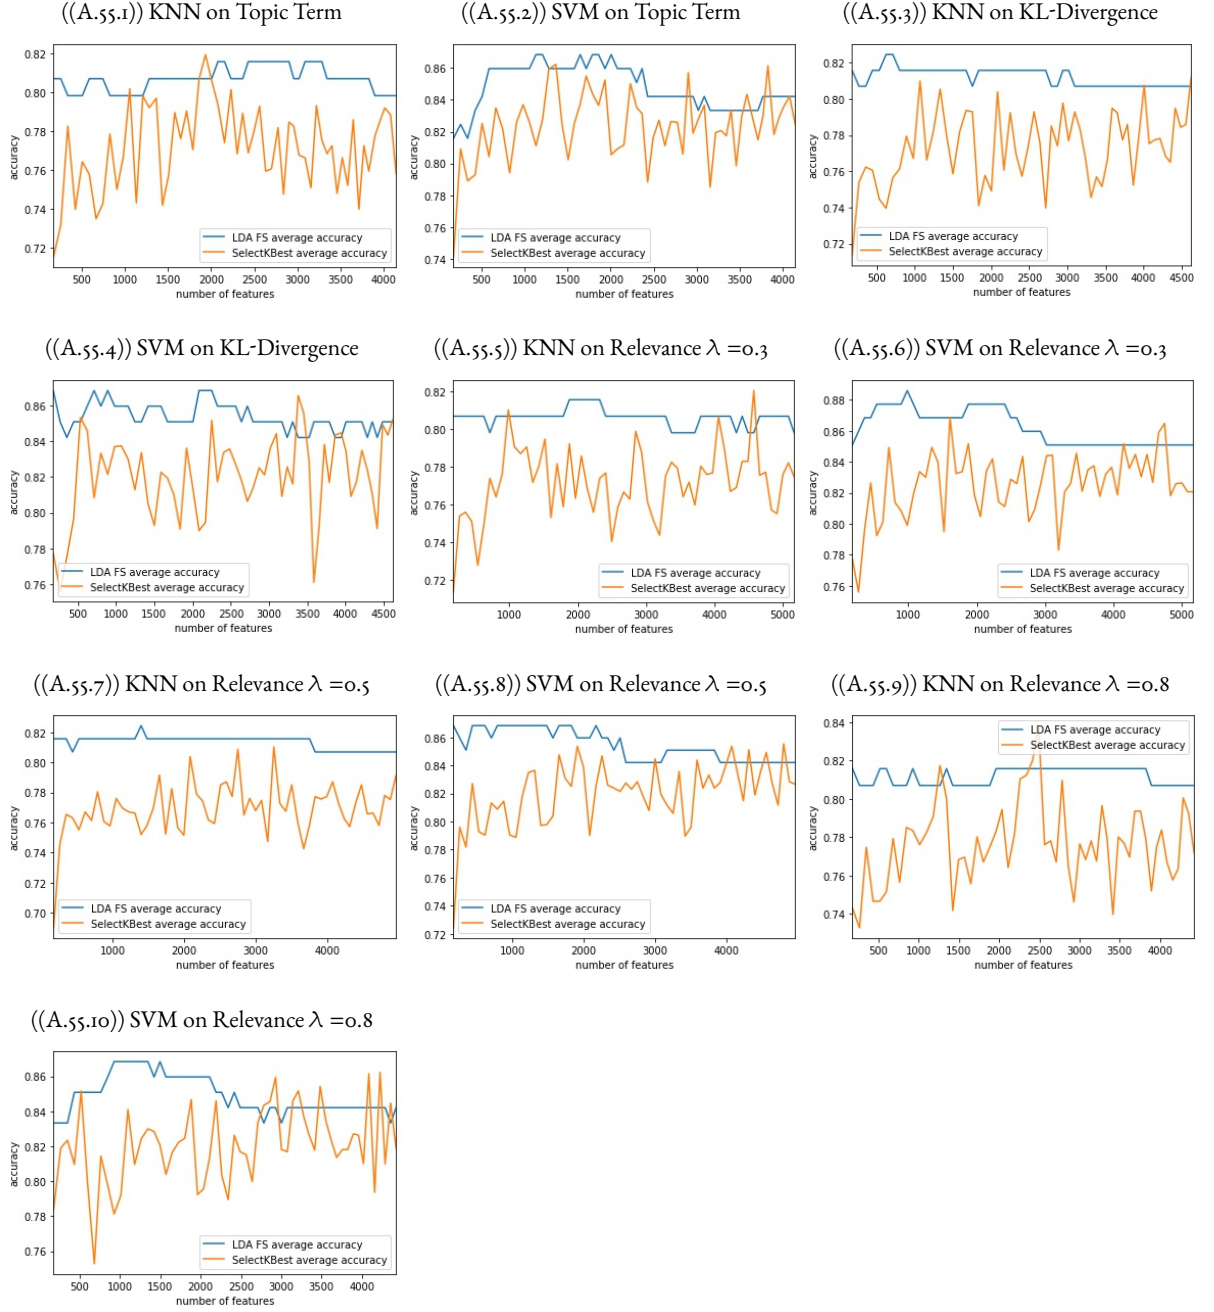 ((A.55.1)) KNN on Topic Term
((A.55.2)) SVM on Topic Term
((A.55.3)) KNN on KL-Divergence
0.82
0.80
0.78
0.76
0.74
0.72
accuracy
500 1000 1500 2000 2500 3000 3500 4000
number of features
LDA FS average accuracy
SelectKBest average accuracy
0.86
0.84
0.82
0.80
0.78
0.76
0.74
accuracy
500 1000 1500 2000 2500 3000 3500 4000
number of features
LDA FS average accuracy
SelectKBest average accuracy
0.82
0.80
0.78
0.76
0.74
0.72
accuracy
500 1000 1500 2000 2500 3000 3500 4000 4500
number of features
LDA FS average accuracy
SelectKBest average accuracy
((A.55.4)) SVM on KL-Divergence
((A.55.5)) KNN on Relevance λ =0.3
((A.55.6)) SVM on Relevance λ =0.3
0.86
0.84
0.82
0.80
0.78
0.76
accuracy
500 1000 1500 2000 2500 3000 3500 4000 4500
number of features
LDA FS average accuracy
SelectKBest average accuracy
0.82
0.80
0.78
0.76
0.74
0.72
accuracy
1000 2000 3000 4000 5000
number of features
LDA FS average accuracy
SelectKBest average accuracy
0.88
0.86
0.84
0.82
0.80
0.78
0.76
accuracy
1000 2000 3000 4000 5000
number of features
LDA FS average accuracy
SelectKBest average accuracy
((A.55.7)) KNN on Relevance λ =0.5
((A.55.8)) SVM on Relevance λ =0.5
((A.55.9)) KNN on Relevance λ =0.8
0.82
0.80
0.78
0.76
0.74
0.72
0.70
accuracy
1000 2000 3000 4000
number of features
LDA FS average accuracy
SelectKBest average accuracy
0.86
0.84
0.82
0.80
0.78
0.76
0.74
0.72
accuracy
1000 2000 3000 4000
number of features
LDA FS average accuracy
SelectKBest average accuracy
0.84
0.82
0.80
0.78
0.76
0.74
accuracy
500 1000 1500 2000 2500 3000 3500 4000
number of features
LDA FS average accuracy
SelectKBest average accuracy
((A.55.10)) SVM on Relevance λ =0.8
0.86
0.84
0.82
0.80
0.78
0.76
accuracy
500 1000 1500 2000 2500 3000 3500 4000
number of features
LDA FS average accuracy
SelectKBest average accuracy